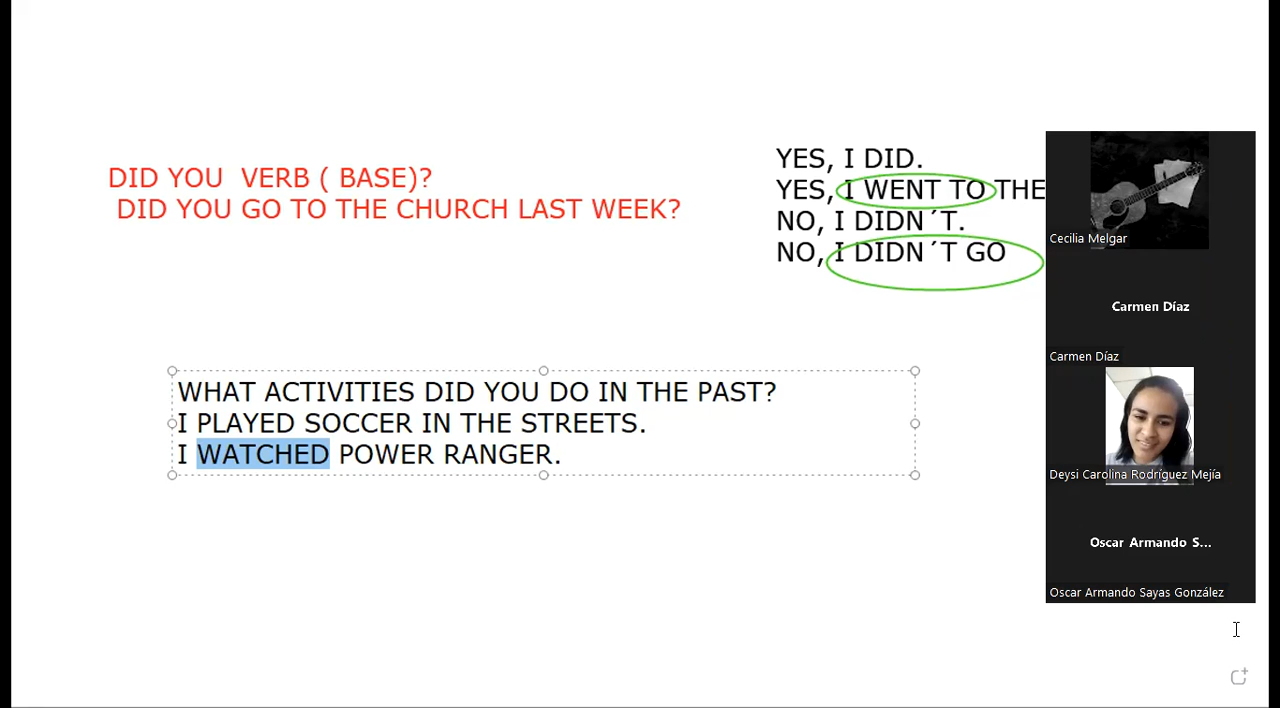 DID YOU VERB ( BASE)?
DID YOU GO TO THE CHURCH LAST WEEK?
YES, I DID.
YES, I WENT TO THE
NO, I DIDN´T.
NO, I DIDN´T GO
WHAT ACTIVITIES DID YOU DO IN THE PAST?
I PLAYED SOCCER IN THE STREETS.
I WATCHED POWER RANGER.
Cecilia Melgar
Carmen Díaz
Carmen Díaz
Deysi Carolina Rodríguez Mejía
Oscar Armando S...
Oscar Armando Sayas González